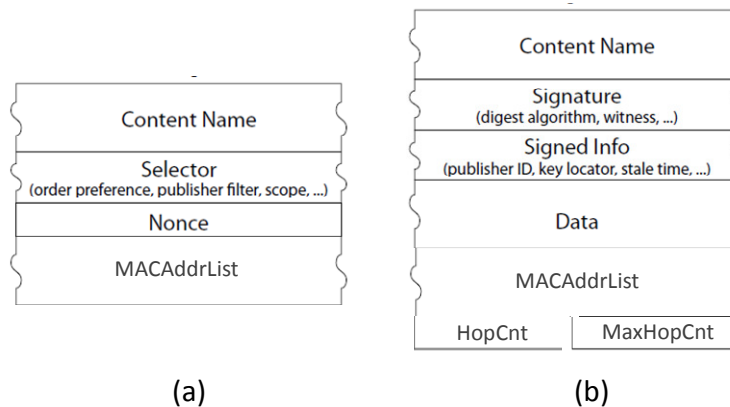 Content Name
Selector
(order preference, publisher filter, scope, ...)
Nonce
MACAddrList
(a)
Content Name
Signature
(digest algorithm, witness, ...)
Signed Info
(publisher ID, key locator, stale time, ...)
Data
MACAddrList
HopCnt MaxHopCnt
(b)